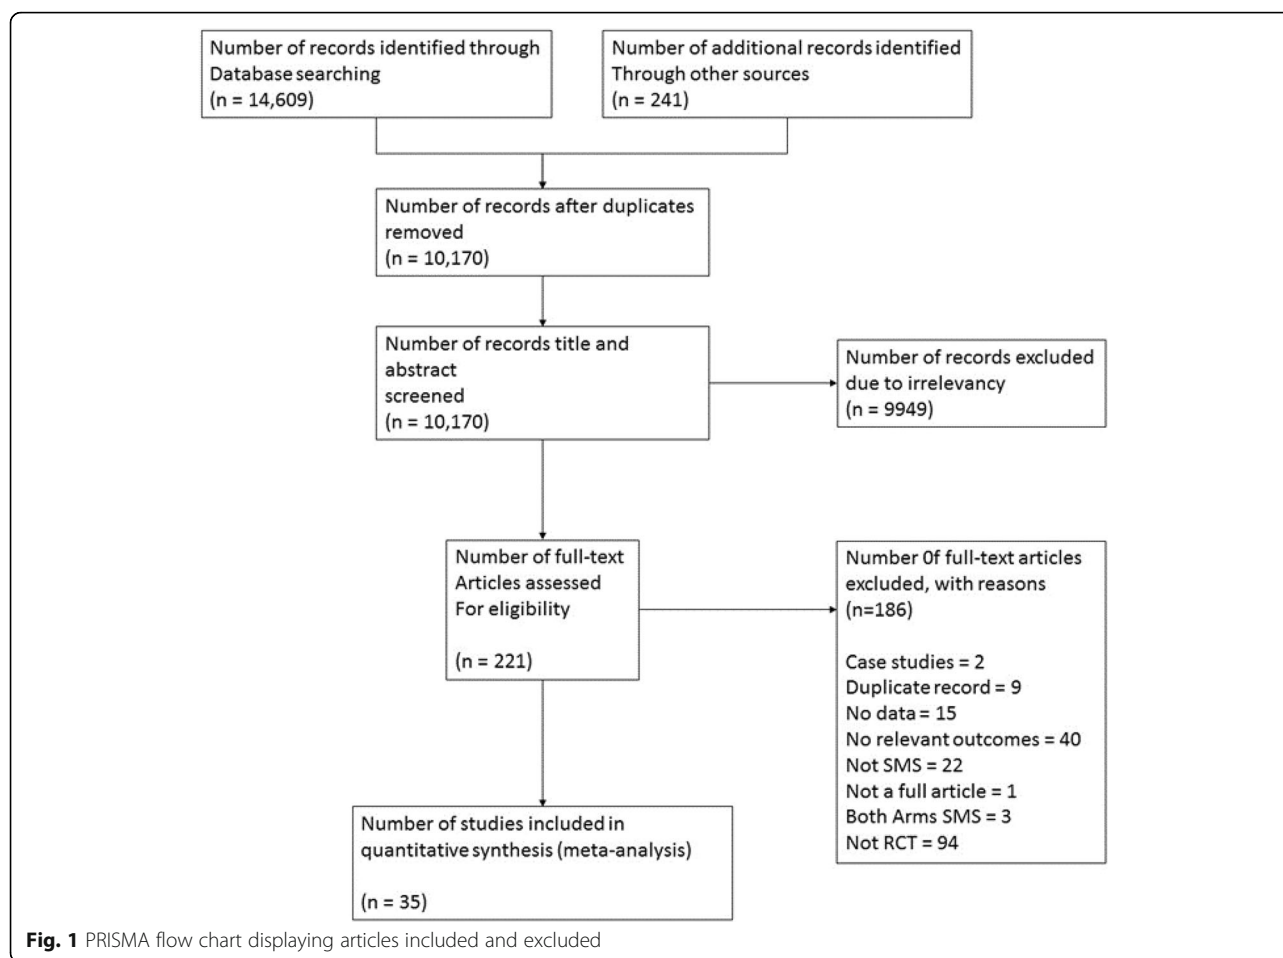 Number of records identified through
Database searching
(n = 14,609)
Number of additional records identified
Through other sources
(n = 241)
Number of records after duplicates
removed
(n = 10,170)
Number of records title and
abstract
screened
(n = 10,170)
Number of records excluded
due to irrelevancy
(n = 9949)
Number of full-text
Articles assessed
For eligibility
(n = 221)
Number 0f full-text articles
excluded, with reasons
(n=186)
Case studies = 2
Duplicate record = 9
No data = 15
No relevant outcomes = 40
Not SMS = 22
Not a full article = 1
Both Arms SMS = 3
Not RCT = 94
Number of studies included in
quantitative synthesis (meta-analysis)
(n = 35)
Fig. 1 PRISMA flow chart displaying articles included and excluded